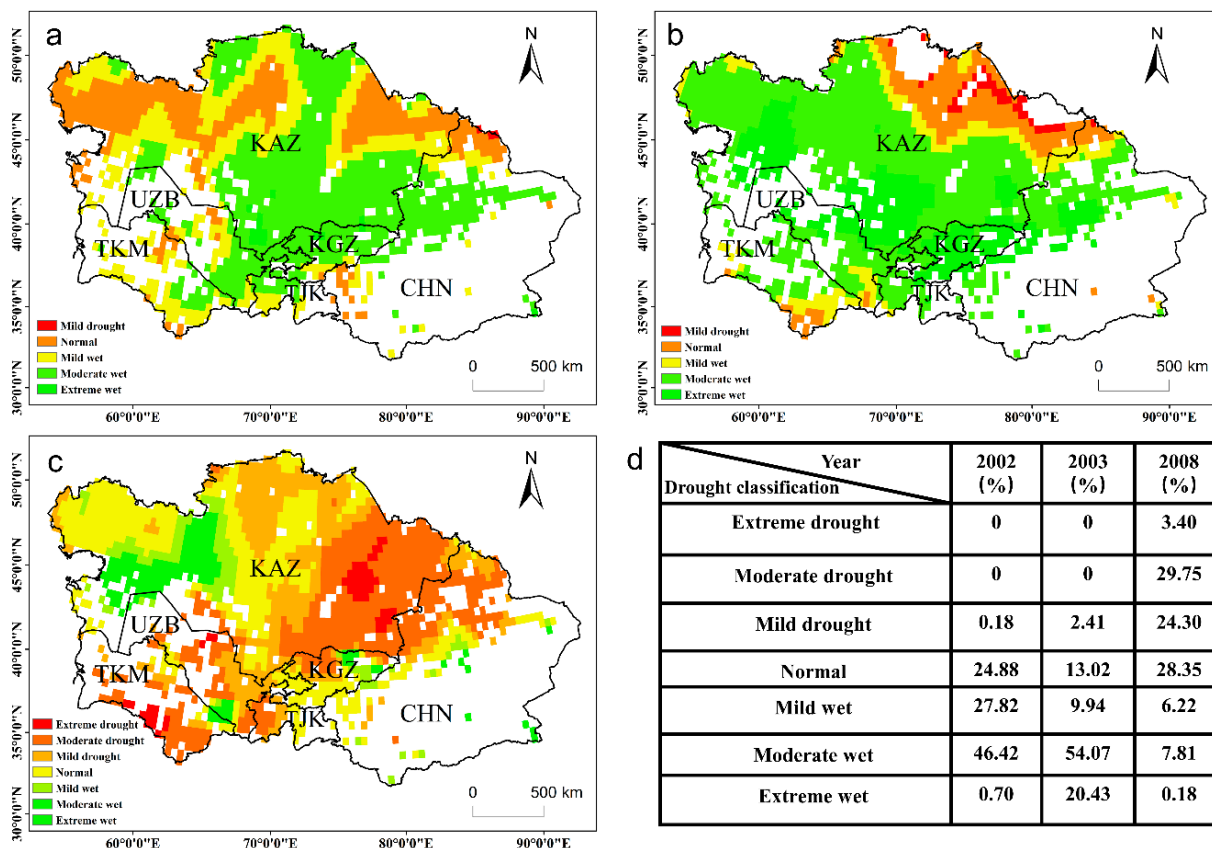 a
N
50°0'0"N
45°0'0"N
40°0'0"N
35°0'0"N
30°0'0"N
KAZ
UZB
TKM
KGZ
TJK
CHN
Mild drought
Normal
Mild wet
Moderate wet
Extreme wet
0 500 km
60°0'0"E 70°0'0"E 80°0'0"E 90°0'0"E
b
N
50°0'0"N
45°0'0"N
40°0'0"N
35°0'0"N
30°0'0"N
KAZ
UZB
TKM
KGZ
TJK
CHN
Mild drought
Normal
Mild wet
Moderate wet
Extreme wet
0 500 km
60°0'0"E 70°0'0"E 80°0'0"E 90°0'0"E
c
N
50°0'0"N
45°0'0"N
40°0'0"N
35°0'0"N
30°0'0"N
KAZ
UZB
TKM
KGZ
TJK
CHN
Extreme drought
Moderate drought
Mild drought
Normal
Mild wet
Moderate wet
Extreme wet
0 500 km
60°0'0"E 70°0'0"E 80°0'0"E 90°0'0"E
d
Year 2002 2003 2008
Drought classification (%) (%) (%)
Extreme drought 0 0 3.40
Moderate drought 0 0 29.75
Mild drought 0.18 2.41 24.30
Normal 24.88 13.02 28.35
Mild wet 27.82 9.94 6.22
Moderate wet 46.42 54.07 7.81
Extreme wet 0.70 20.43 0.18